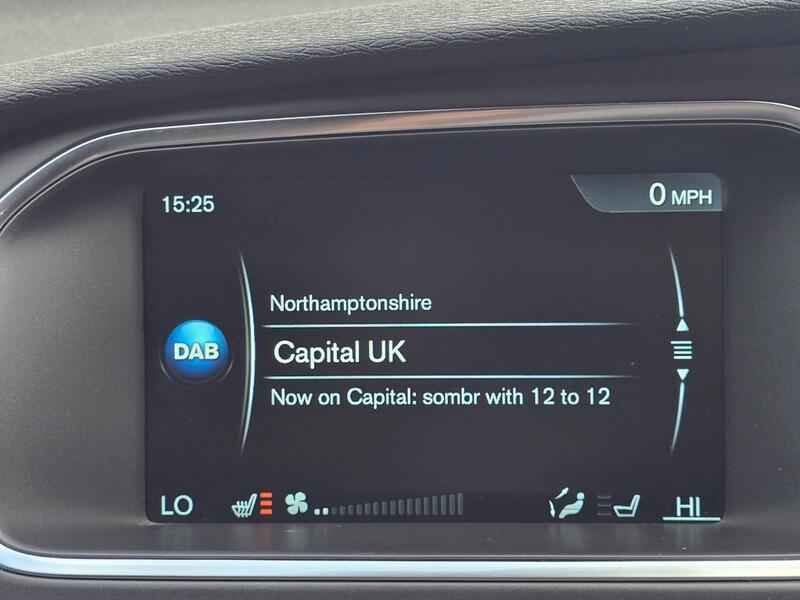 15:25
0 MPH
Northamptonshire
DAB
Capital UK
Now on Capital: sombr with 12 to 12
LO
HI